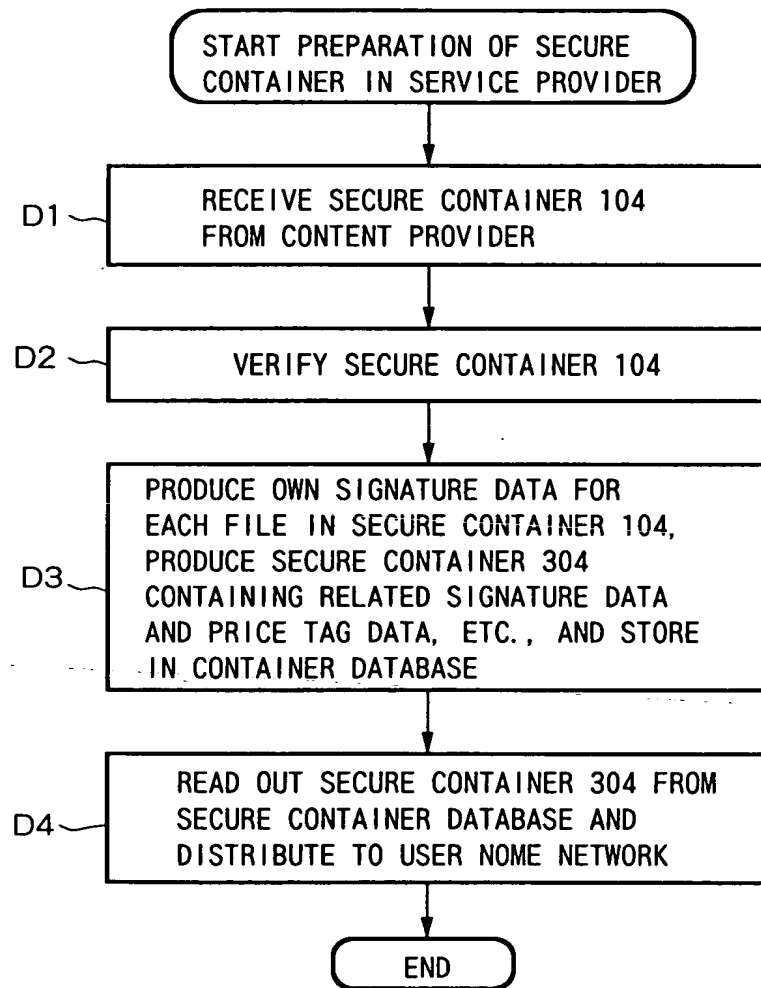 START PREPARATION OF SECURE
CONTAINER IN SERVICE PROVIDER
D1
RECEIVE SECURE CONTAINER 104
FROM CONTENT PROVIDER
D2
VERIFY SECURE CONTAINER 104
D3
PRODUCE OWN SIGNATURE DATA FOR
EACH FILE IN SECURE CONTAINER 104,
PRODUCE SECURE CONTAINER 304
CONTAINING RELATED SIGNATURE DATA
AND PRICE TAG DATA, ETC., AND STORE
IN CONTAINER DATABASE
D4
READ OUT SECURE CONTAINER 304 FROM
SECURE CONTAINER DATABASE AND
DISTRIBUTE TO USER NOME NETWORK
END